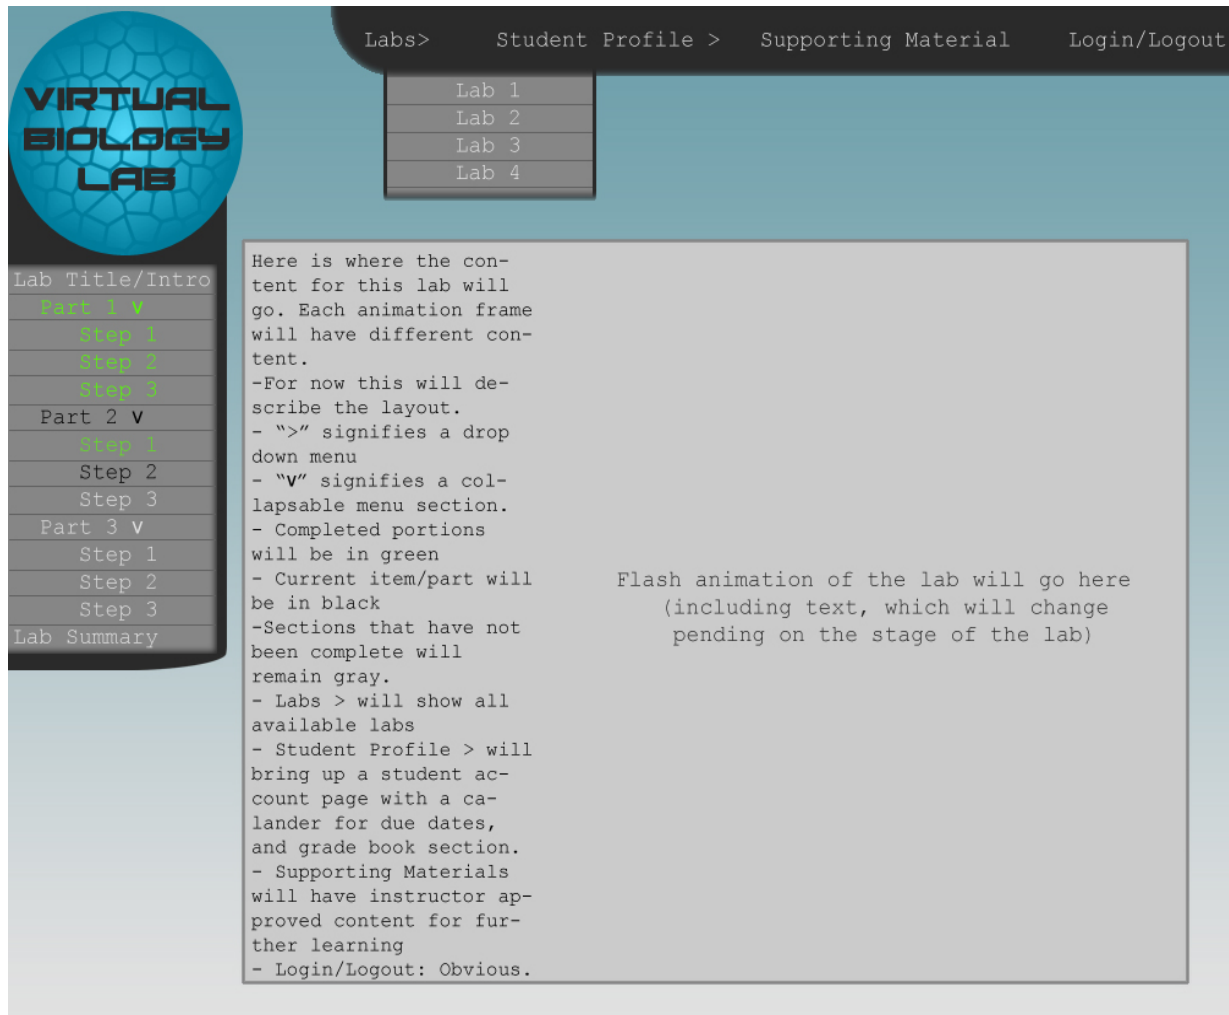 Labs> Student Profile > Supporting Material Login/Logout
VIRTUAL
BIOLOGY
LAB
Lab 1
Lab 2
Lab 3
Lab 4
Lab Title/Intro
Part 1 v
Step 1
Step 2
Step 3
Part 2 v
Step 1
Step 2
Step 3
Part 3 v
Step 1
Step 2
Step 3
Lab Summary
Here is where the con-
tent for this lab will
go. Each animation frame
will have different con-
tent.
-For now this will de-
scribe the layout.
- “>” signifies a drop
down menu
- “v” signifies a col-
lapsable menu section.
- Completed portions
will be in green
- Current item/part will
be in black
-Sections that have not
been complete will
remain gray.
- Labs > will show all
available labs
- Student Profile > will
bring up a student ac-
count page with a ca-
lander for due dates,
and grade book section.
- Supporting Materials
will have instructor ap-
proved content for fur-
ther learning
- Login/Logout: Obvious.
Flash animation of the lab will go here
(including text, which will change
pending on the stage of the lab)